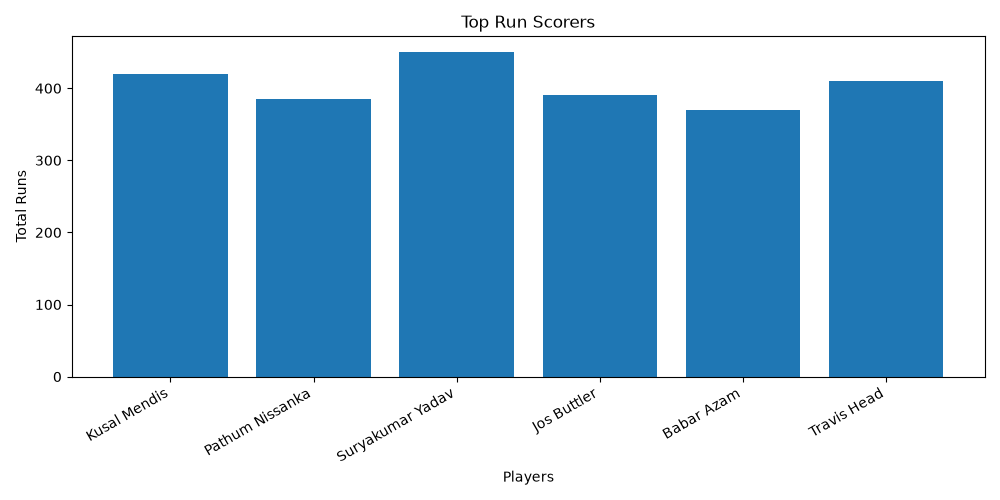 Top Run Scorers
Total Runs
400
300
200
100
0
Kusal Mendis
Pathum Nissanka
Suryakumar Yadav
Jos Buttler
Babar Azam
Travis Head
Players